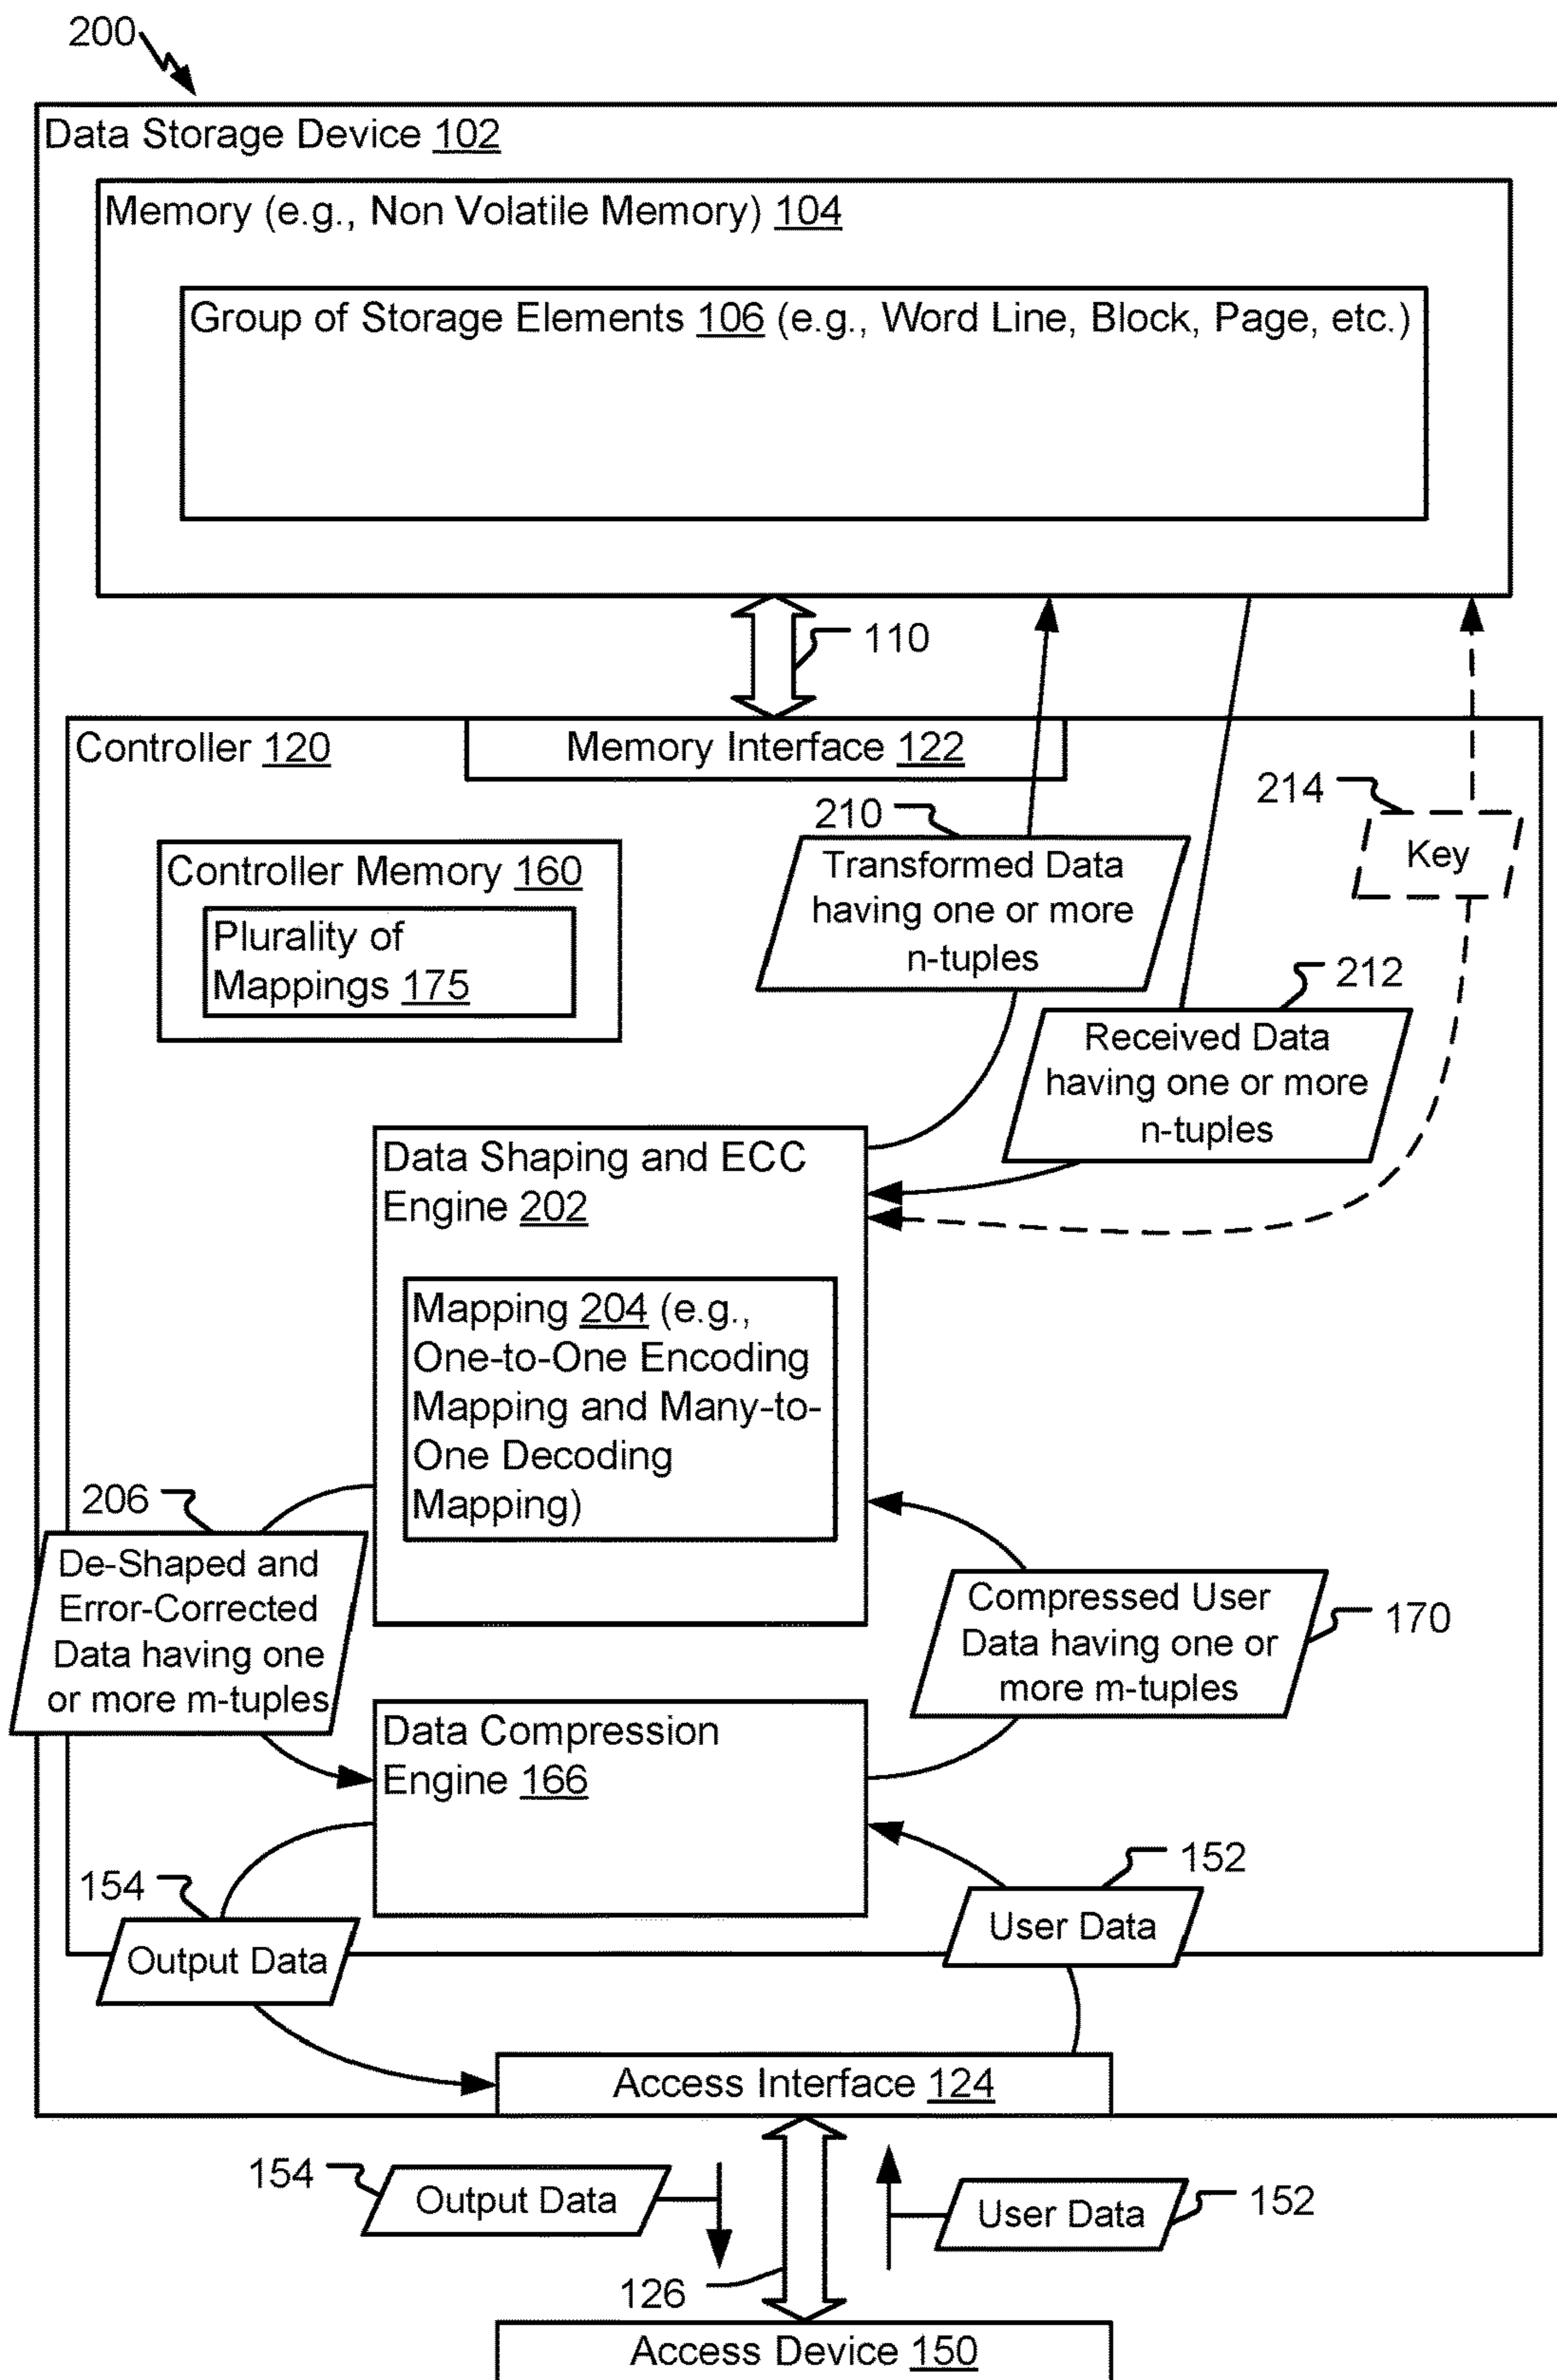 200
Data Storage Device 102
Memory (e.g., Non Volatile Memory) 104
Group of Storage Elements 106 (e.g., Word Line, Block, Page, etc.)
110
Controller 120
Memory Interface 122
214
Key
210
Transformed Data
having one or more
n-tuples
Controller Memory 160
Plurality of
Mappings 175
212
Received Data
having one or more
n-tuples
Data Shaping and ECC
Engine 202
Mapping 204 (e.g.,
One-to-One Encoding
Mapping and Many-to-
One Decoding
Mapping)
206
De-Shaped and
Error-Corrected
Data having one
or more m-tuples
Compressed User
Data having one or
more m-tuples
170
Data Compression
Engine 166
154
Output Data
152
User Data
Access Interface 124
154
Output Data
User Data
152
126
Access Device 150